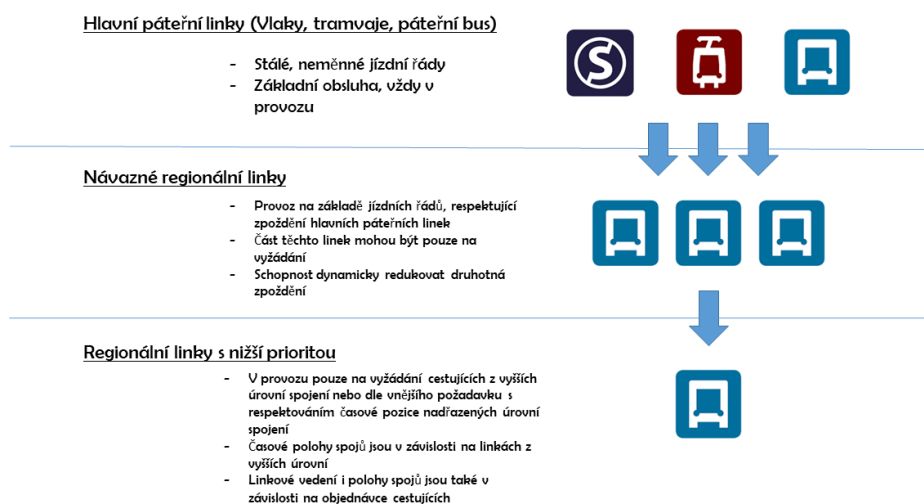 Hlavní páteřní linky (Vlaky, tramvaje, páteřní bus)
- Stálé, neměnné jízdní řády
- Základní obsluha, vždy v
provozu
S
Návazné regionální linky
- Provoz na základě jízdních řádů, respektující
zpoždění hlavních páteřních linek
- Část těchto linek mohou být pouze na
vyžádání
- Schopnost dynamicky redukovat druhotná
zpoždění
Regionální linky s nižší prioritou
- V provozu pouze na vyžádání cestujících z vyšších
úrovní spojení nebo dle vnějšího požadavku s
respektováním časové pozice nadřazených úrovní
spojení
- Časové polohy spojů jsou v závislosti na linkách z
vyšších úrovní
- Linkové vedení i polohy spojů jsou také v
závislosti na objednávce cestujících